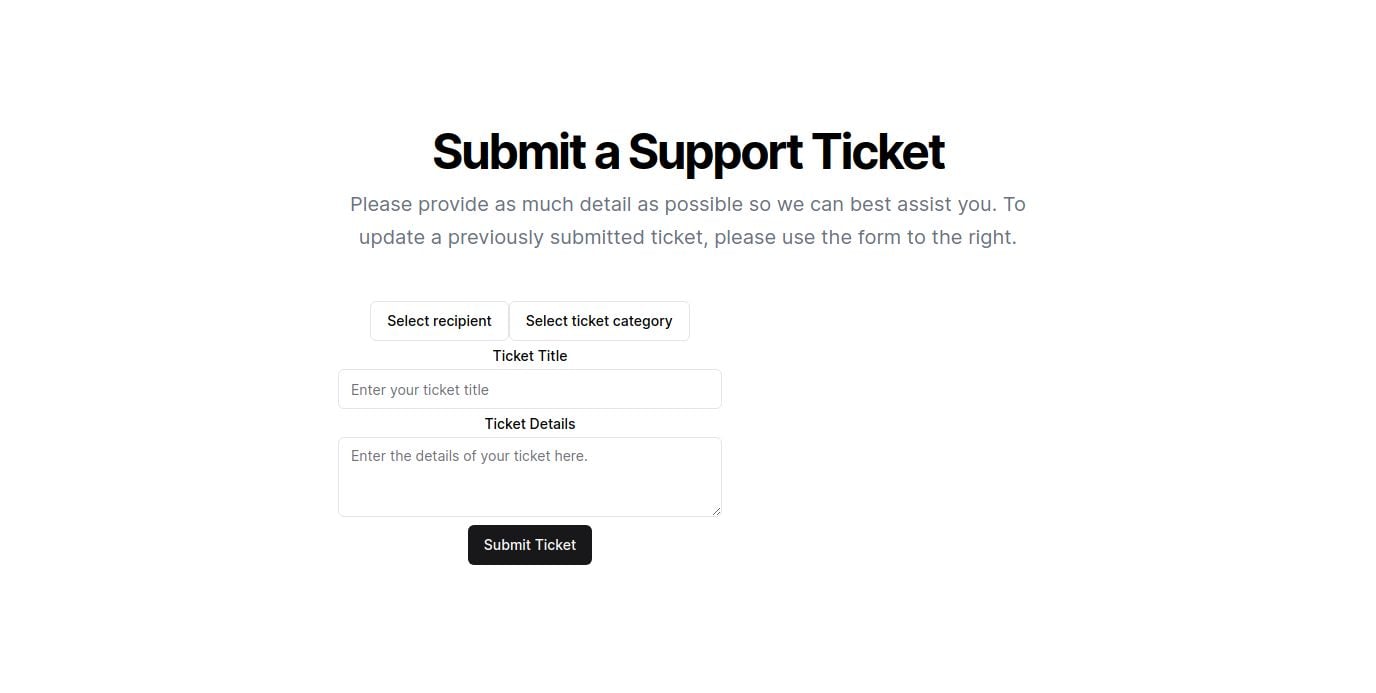 Submit a Support Ticket
Please provide as much detail as possible so we can best assist you. To
update a previously submitted ticket, please use the form to the right.
Select recipient Select ticket category
Ticket Title
Enter your ticket title
Ticket Details
Enter the details of your ticket here.
Submit Ticket